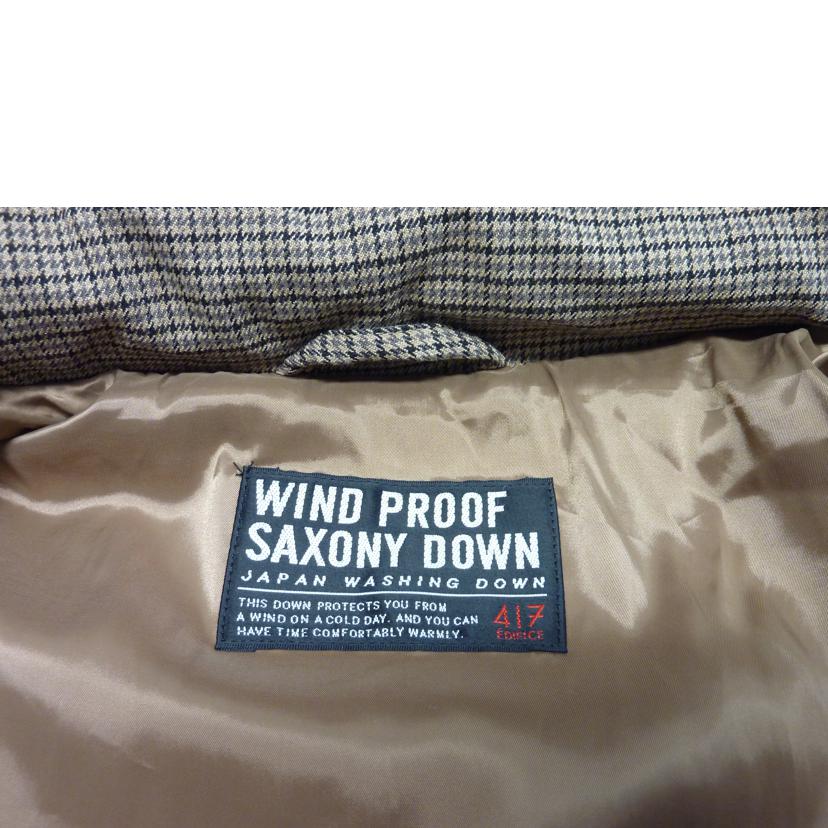 WIND PROOF
SAXONY DOWN
JAPAN WASHING DOWN
THIS DOWN PROTECTS YOU FROM
A WIND ON A COLD DAY. AND YOU CAN
HAVE TIME COMFORTABLY WARMLY.
417
ÉDIFICE